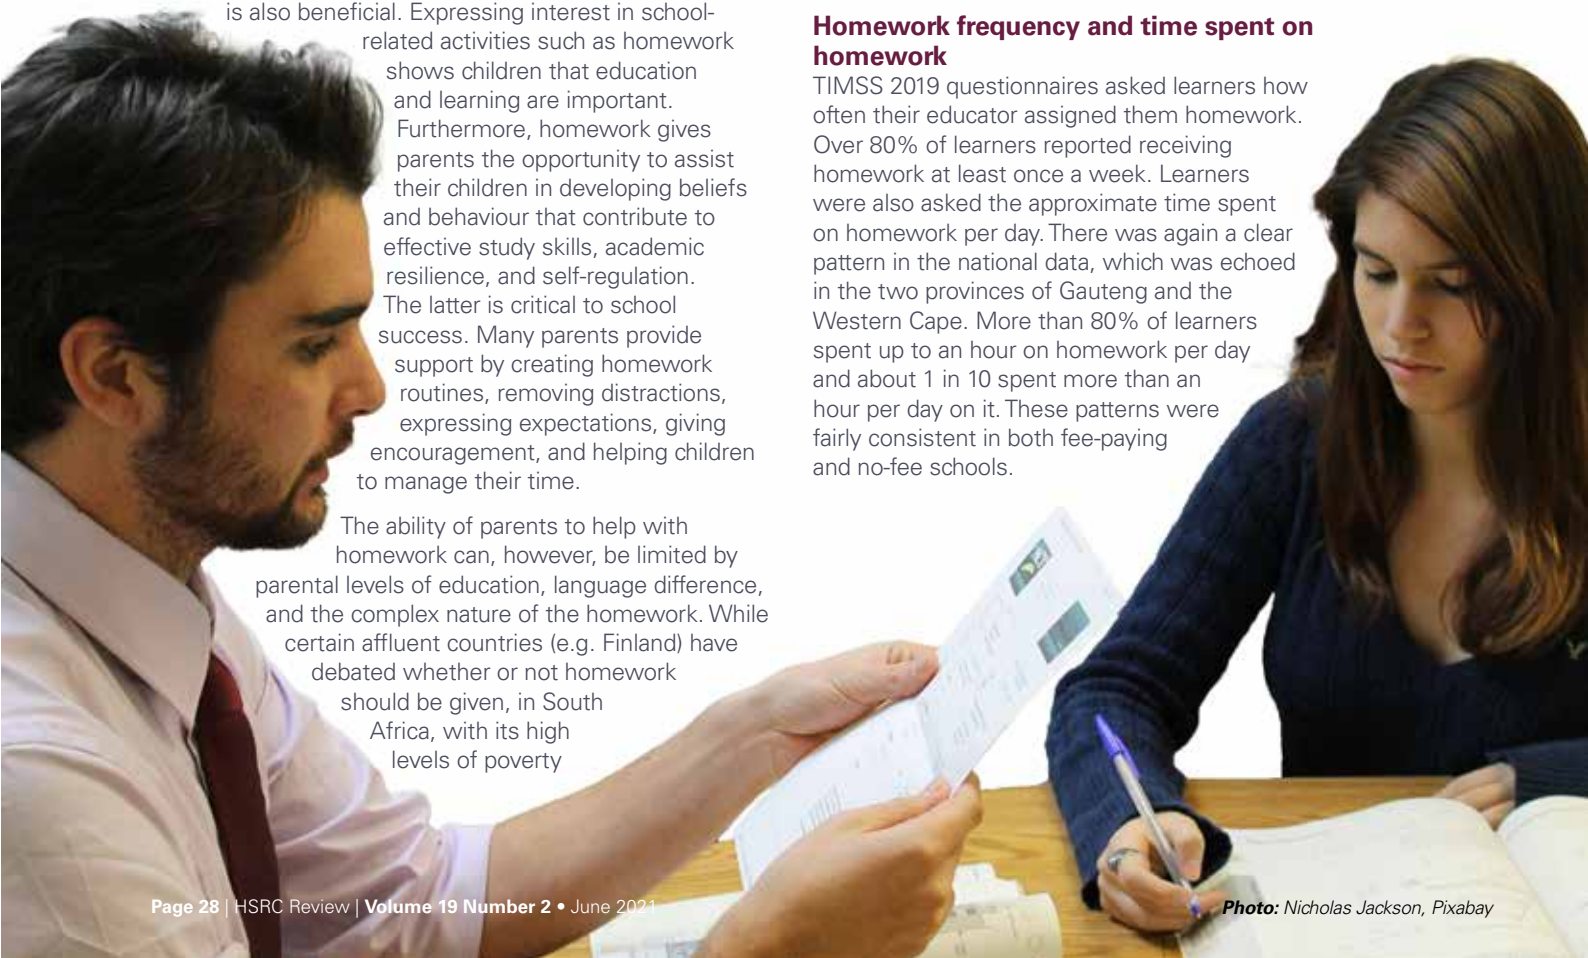 is also beneficial. Expressing interest in school-
related activities such as homework
shows children that education
and learning are important.
Furthermore, homework gives
parents the opportunity to assist
their children in developing beliefs
and behaviour that contribute to
effective study skills, academic
resilience, and self-regulation.
The latter is critical to school
success. Many parents provide
support by creating homework
routines, removing distractions,
expressing expectations, giving
encouragement, and helping children
to manage their time.
The ability of parents to help with
homework can, however, be limited by
parental levels of education, language difference,
and the complex nature of the homework. While
certain affluent countries (e.g. Finland) have
debated whether or not homework
should be given, in South
Africa, with its high
levels of poverty
Homework frequency and time spent on
homework
TIMSS 2019 questionnaires asked learners how
often their educator assigned them homework.
Over 80% of learners reported receiving
homework at least once a week. Learners
were also asked the approximate time spent
on homework per day. There was again a clear
pattern in the national data, which was echoed
in the two provinces of Gauteng and the
Western Cape. More than 80% of learners
spent up to an hour on homework per day
and about 1 in 10 spent more than an
hour per day on it. These patterns were
fairly consistent in both fee-paying
and no-fee schools.
Page 28 | HSRC Review | Volume 19 Number 2 • June 2021
Photo: Nicholas Jackson, Pixabay